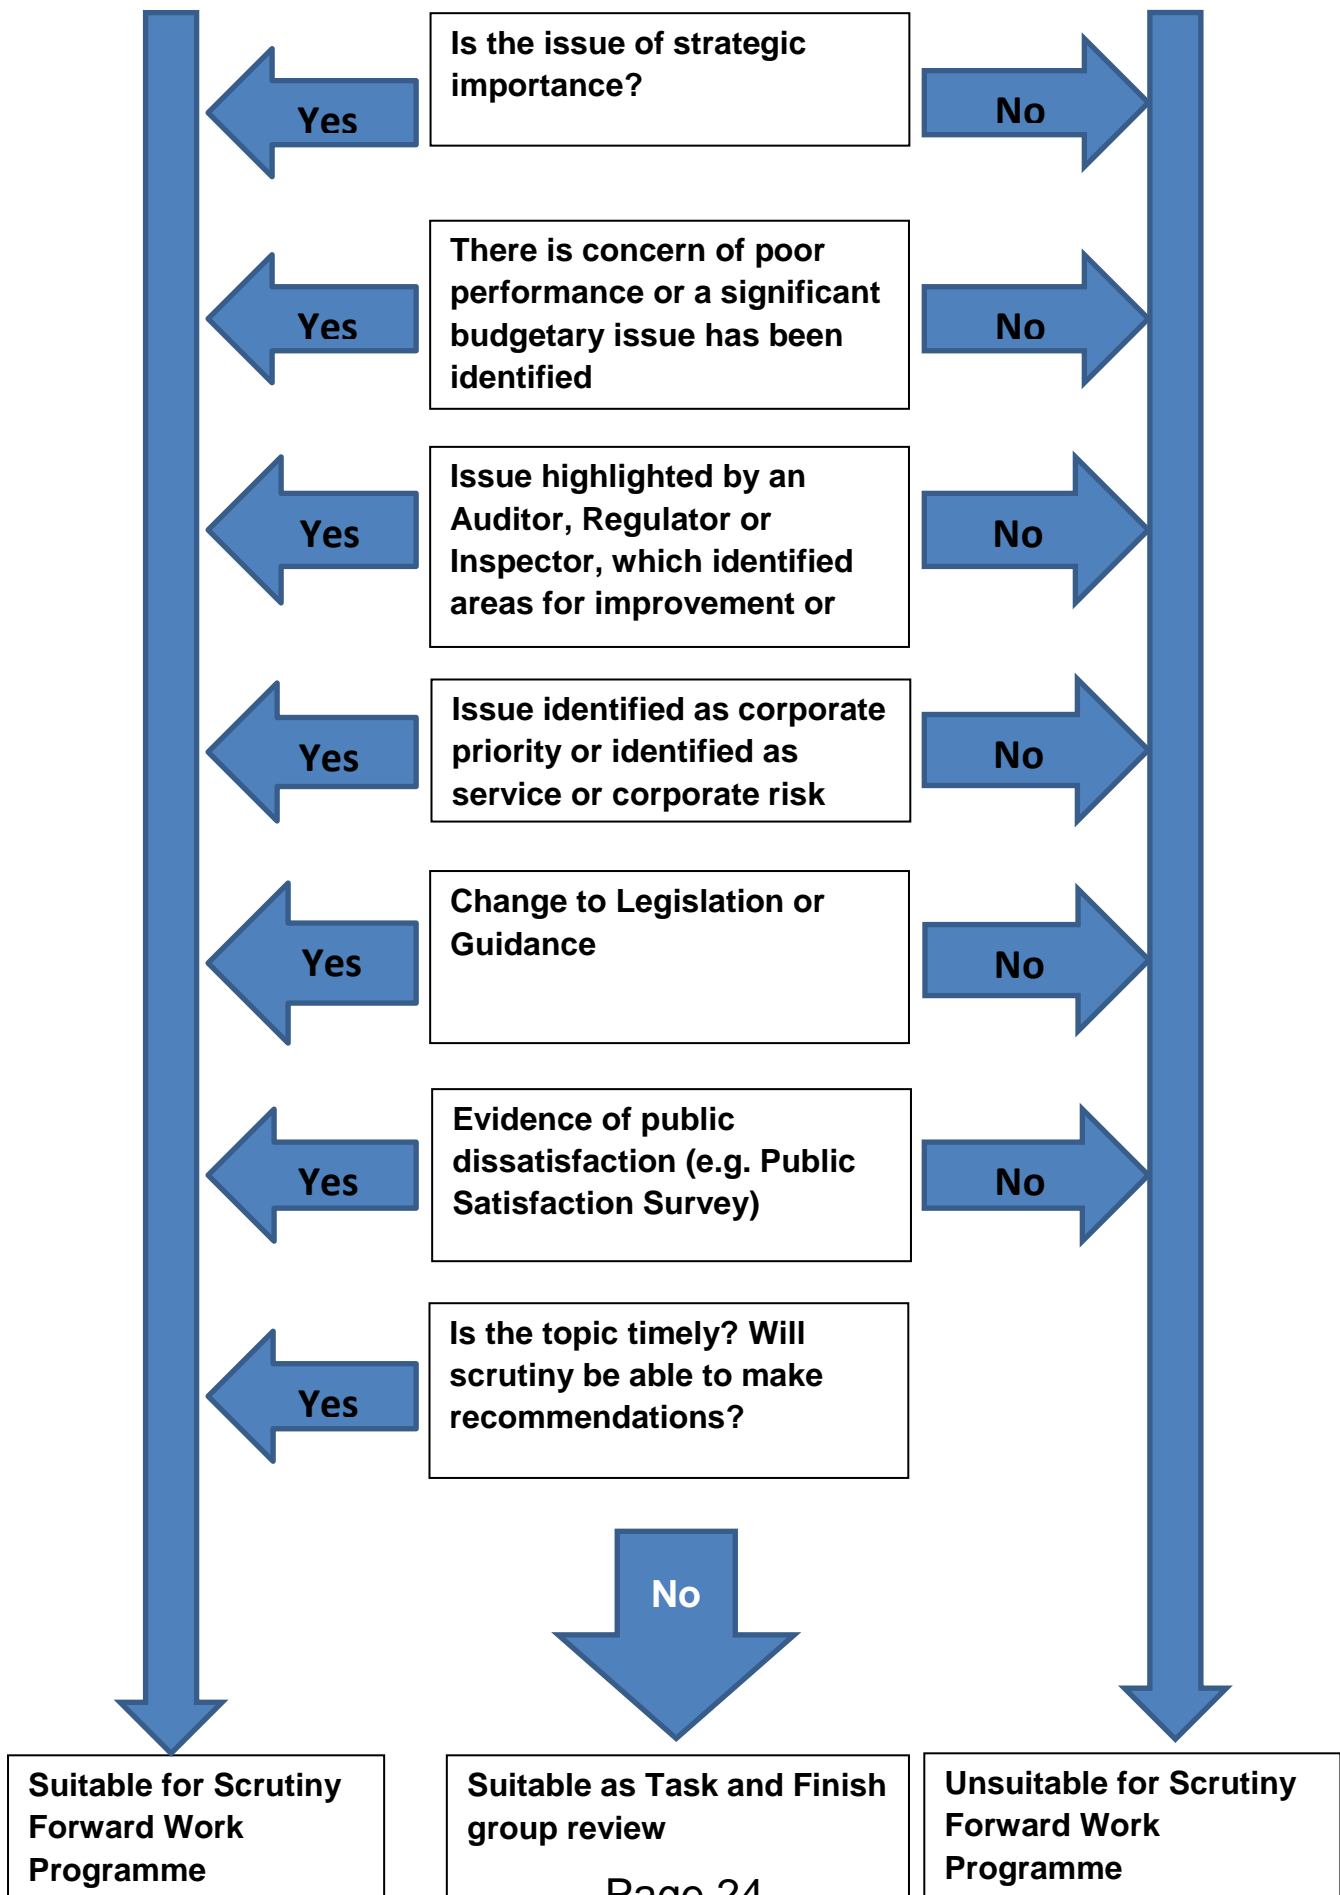 Is the issue of strategic
importance?
Yes
No
There is concern of poor
performance or a significant
budgetary issue has been
identified
Yes
No
Issue highlighted by an
Auditor, Regulator or
Inspector, which identified
areas for improvement or
Yes
No
Issue identified as corporate
priority or identified as
service or corporate risk
Yes
No
Change to Legislation or
Guidance
Yes
No
Evidence of public
dissatisfaction (e.g. Public
Satisfaction Survey)
Yes
No
Is the topic timely? Will
scrutiny be able to make
recommendations?
Yes
No
Suitable for Scrutiny
Forward Work
Programme
Suitable as Task and Finish
group review
Unsuitable for Scrutiny
Forward Work
Programme
Page 24